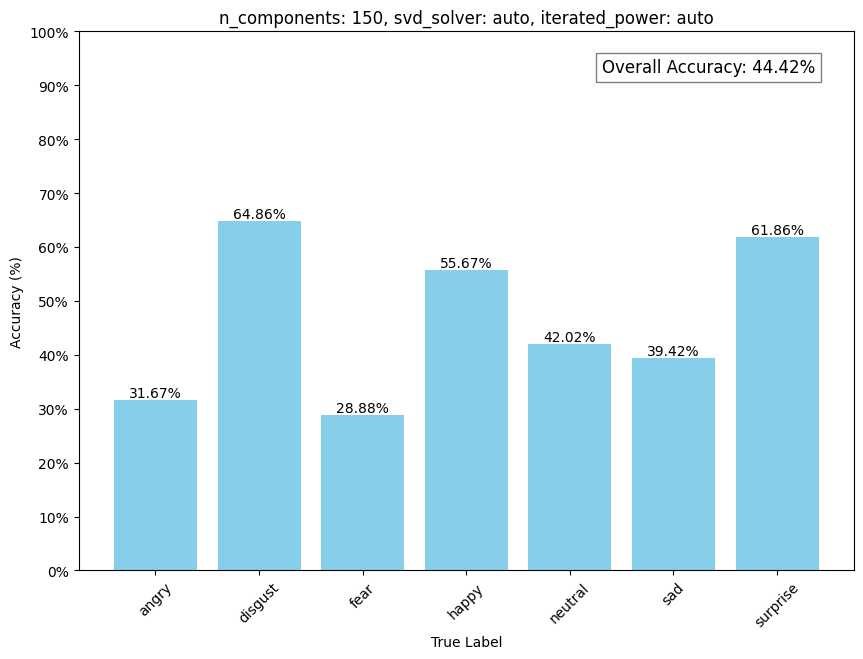 n_components: 150, svd_solver: auto, iterated_power: auto
100%
Overall Accuracy: 44.42%
90%
80%
70%
64.86%
61.86%
60%
55.67%
50%
Accuracy (%)
42.02%
40%
39.42%
31.67%
30%
28.88%
20%
10%
0%
angry
disgust
fear
happy
neutral
sad
surprise
True Label